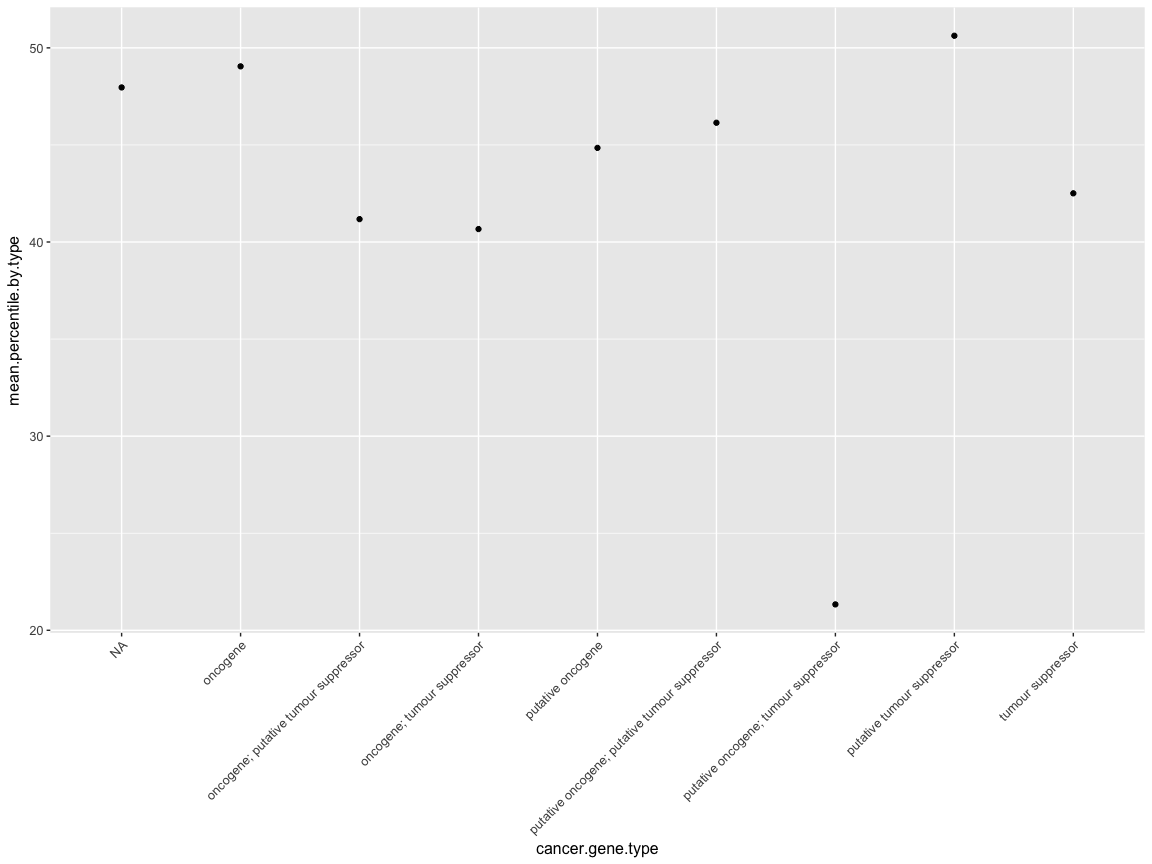 mean.percentile.by.type
50
40
30
20
NA
oncogene
oncogene; putative tumour suppressor
oncogene; tumour suppressor
putative oncogene
putative oncogene; putative tumour suppressor
putative oncogene; tumour suppressor
putative tumour suppressor
tumour suppressor
cancer.gene.type